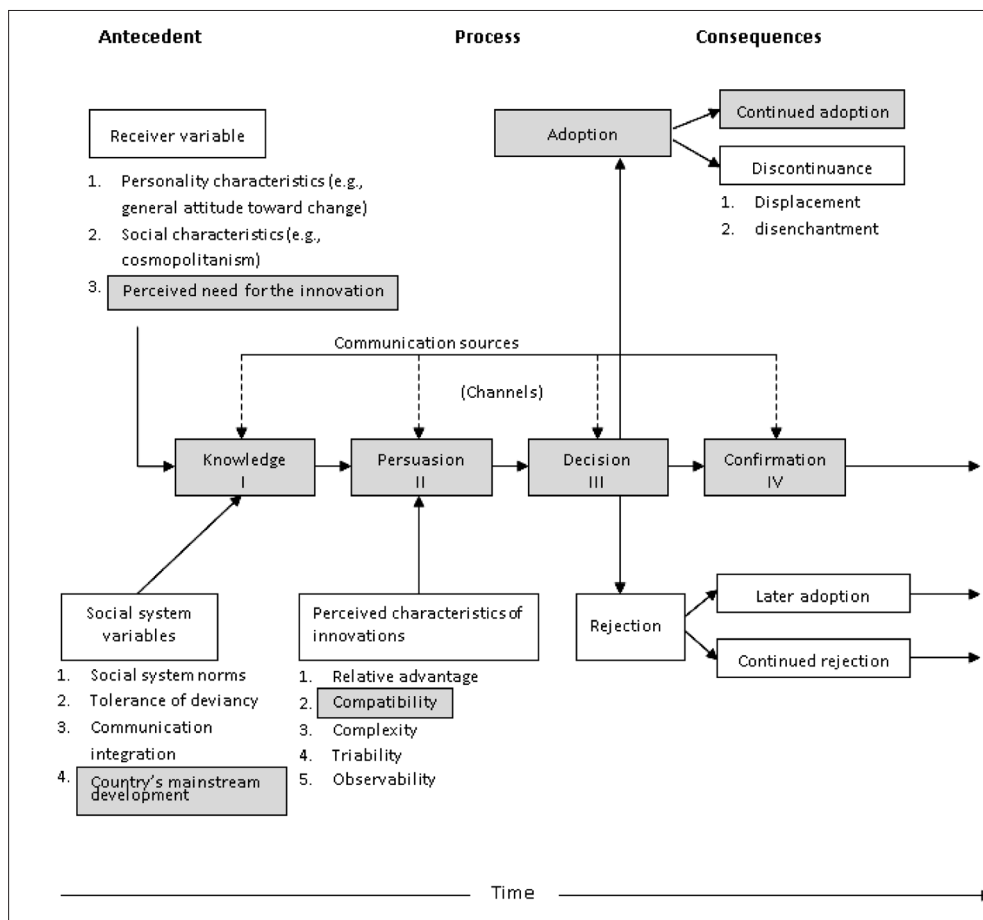 Antecedent Process Consequences
Receiver variable
1. Personality characteristics (e.g.,
general attitude toward change)
2. Social characteristics (e.g.,
cosmopolitanism)
3. Perceived need for the innovation
Adoption
Continued adoption
Discontinuance
1. Displacement
2. disenchantment
Communication sources
(Channels)
Knowledge
I
Persuasion
II
Decision
III
Confirmation
IV
Social system
variables
1. Social system norms
2. Tolerance of deviancy
3. Communication
integration
4. Country's mainstream
development
Perceived characteristics of
innovations
1. Relative advantage
2. Compatibility
3. Complexity
4. Triability
5. Observability
Rejection
Later adoption
Continued rejection
Time